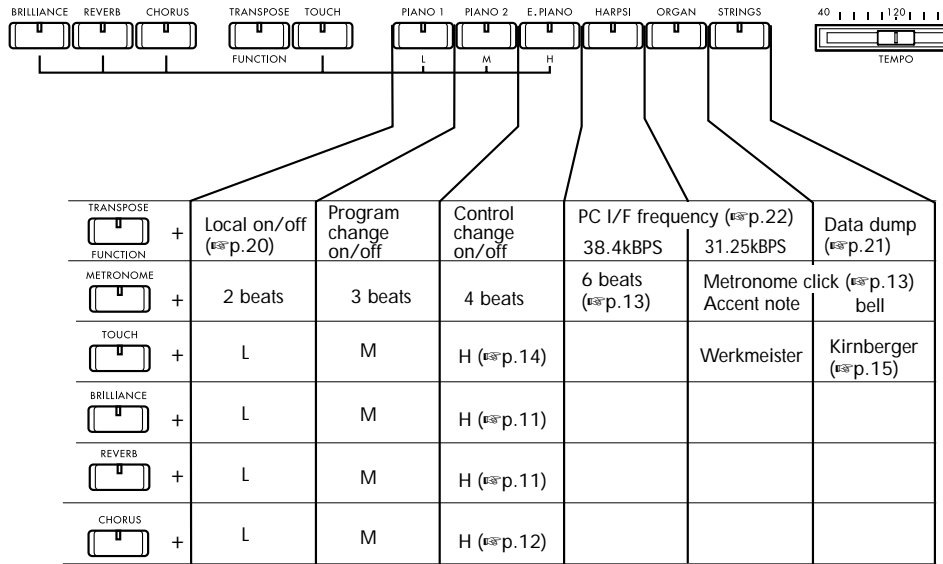 BRILLIANCE REVERB CHORUS TRANSPOSE TOUCH PIANO 1 PIANO 2 E. PIANO HARPSI ORGAN STRINGS 40 120
FUNCTION L M H TEMPO
TRANSPOSE
FUNCTION
+
Local on/off
(☞p.20)
Program
change
on/off
Control
change
on/off
PC I/F frequency (☞p.22)
38.4kBPS 31.25kBPS
Data dump
(☞p.21)
METRONOME
+
2 beats
3 beats
4 beats
6 beats
(☞p.13)
Metronome click (☞p.13)
Accent note bell
TOUCH
+
L
M
H (☞p.14)
Werkmeister
Kirnberger
(☞p.15)
BRILLIANCE
+
L
M
H (☞p.11)
REVERB
+
L
M
H (☞p.11)
CHORUS
+
L
M
H (☞p.12)